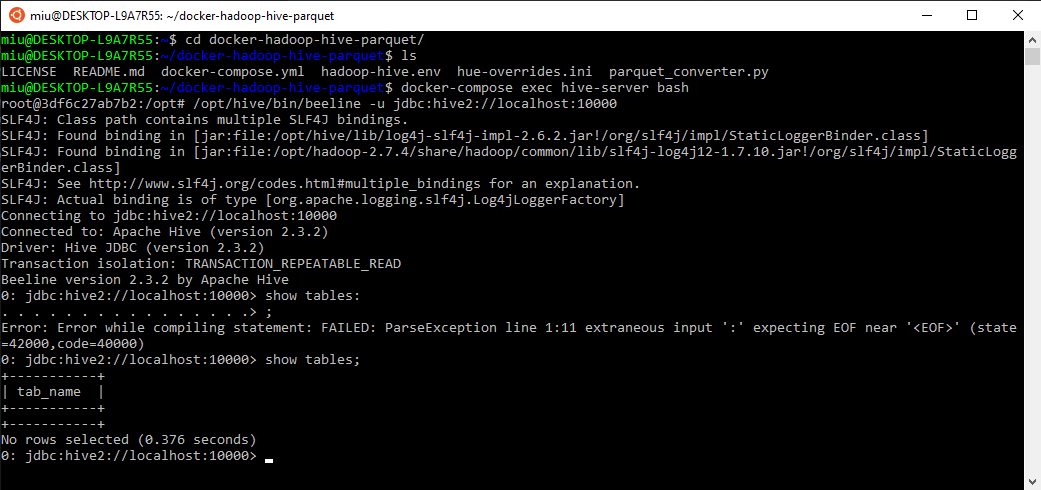 miu@DESKTOP-L9A7R55: ~/docker-hadoop-hive-parquet
miu@DESKTOP-L9A7R55:~$ cd docker-hadoop-hive-parquet/
miu@DESKTOP-L9A7R55:~/docker-hadoop-hive-parquet$ ls
LICENSE  README.md  docker-compose.yml  hadoop-hive.env  hue-overrides.ini  parquet_converter.py
miu@DESKTOP-L9A7R55:~/docker-hadoop-hive-parquet$ docker-compose exec hive-server bash
root@3df6c27ab7b2:/opt# /opt/hive/bin/beeline -u jdbc:hive2://localhost:10000
SLF4J: Class path contains multiple SLF4J bindings.
SLF4J: Found binding in [jar:file:/opt/hive/lib/log4j-slf4j-impl-2.6.2.jar!/org/slf4j/impl/StaticLoggerBinder.class]
SLF4J: Found binding in [jar:file:/opt/hadoop-2.7.4/share/hadoop/common/lib/slf4j-log4j12-1.7.10.jar!/org/slf4j/impl/StaticLogg
erBinder.class]
SLF4J: See http://www.slf4j.org/codes.html#multiple_bindings for an explanation.
SLF4J: Actual binding is of type [org.apache.logging.slf4j.Log4jLoggerFactory]
Connecting to jdbc:hive2://localhost:10000
Connected to: Apache Hive (version 2.3.2)
Driver: Hive JDBC (version 2.3.2)
Transaction isolation: TRANSACTION_REPEATABLE_READ
Beeline version 2.3.2 by Apache Hive
0: jdbc:hive2://localhost:10000> show tables:
. . . . . . . . . . . . . . . .> ;
Error: Error while compiling statement: FAILED: ParseException line 1:11 extraneous input ':' expecting EOF near '<EOF>' (state
=42000,code=40000)
0: jdbc:hive2://localhost:10000> show tables;
+-----------+
| tab_name  |
+-----------+
+-----------+
No rows selected (0.376 seconds)
0: jdbc:hive2://localhost:10000>